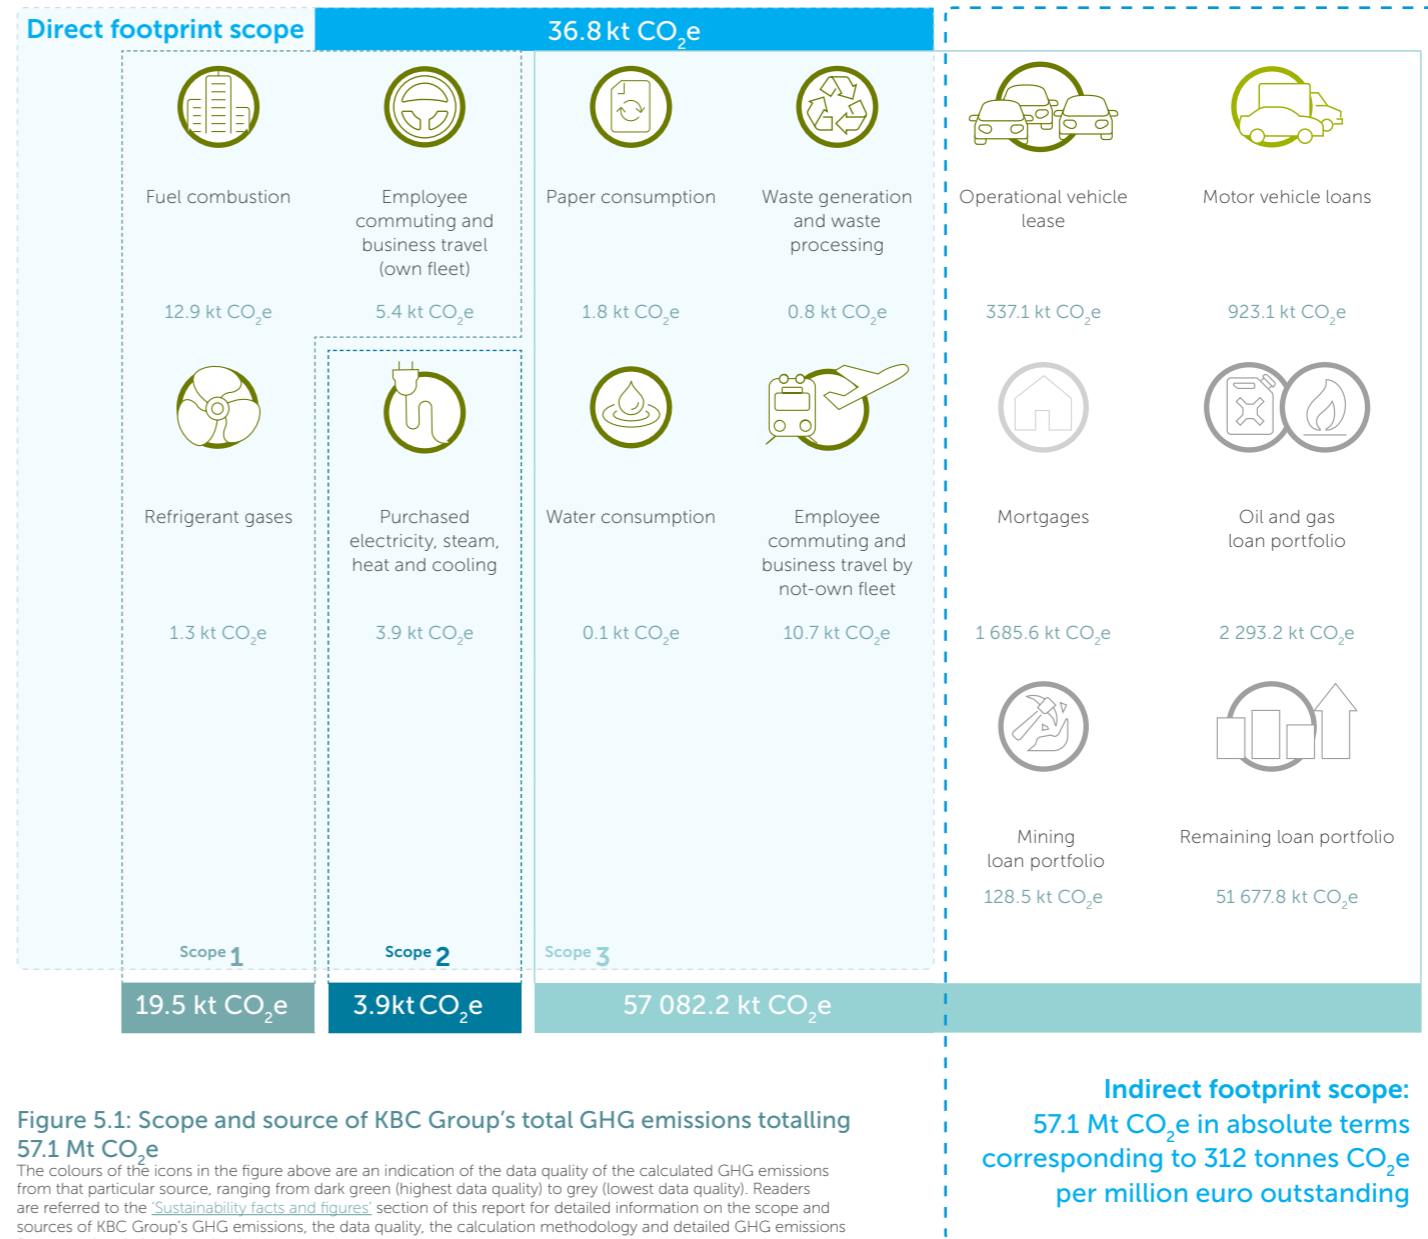 Direct footprint scope
36.8 kt CO₂e
Fuel combustion
12.9 kt CO₂e
Employee
commuting and
business travel
(own fleet)
5.4 kt CO₂e
Paper consumption
1.8 kt CO₂e
Waste generation
and waste
processing
0.8 kt CO₂e
Operational vehicle
lease
337.1 kt CO₂e
Motor vehicle loans
923.1 kt CO₂e
Refrigerant gases
1.3 kt CO₂e
Purchased
electricity, steam,
heat and cooling
3.9 kt CO₂e
Water consumption
0.1 kt CO₂e
Employee
commuting and
business travel by
not-own fleet
10.7 kt CO₂e
Mortgages
1 685.6 kt CO₂e
Oil and gas
loan portfolio
2 293.2 kt CO₂e
Mining
loan portfolio
128.5 kt CO₂e
Remaining loan portfolio
51 677.8 kt CO₂e
Scope 1
Scope 2
Scope 3
19.5 kt CO₂e
3.9kt CO₂e
57 082.2 kt CO₂e
Figure 5.1: Scope and source of KBC Group's total GHG emissions totalling
57.1 Mt CO₂e
The colours of the icons in the figure above are an indication of the data quality of the calculated GHG emissions
from that particular source, ranging from dark green (highest data quality) to grey (lowest data quality). Readers
are referred to the 'Sustainability facts and figures' section of this report for detailed information on the scope and
sources of KBC Group's GHG emissions, the data quality, the calculation methodology and detailed GHG emissions
Indirect footprint scope:
57.1 Mt CO₂e in absolute terms
corresponding to 312 tonnes CO₂e
per million euro outstanding